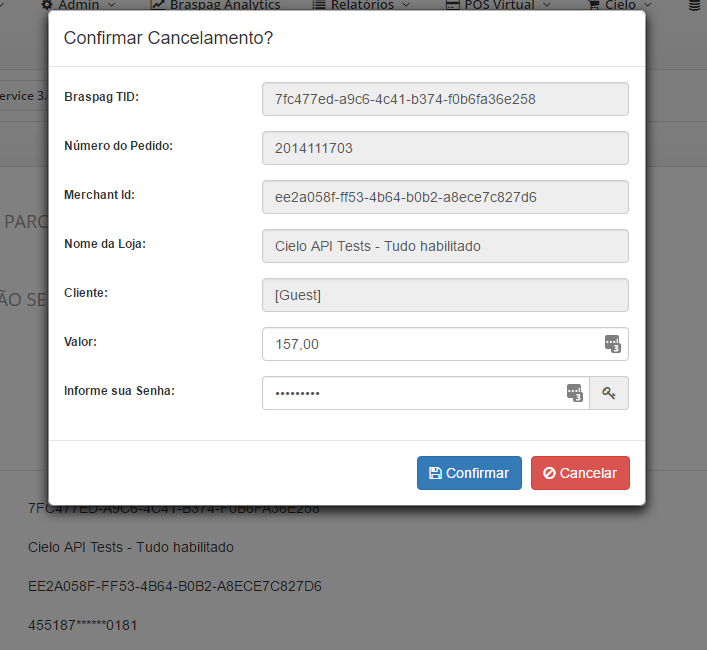 Admin Braspag Analytics Relatórios POS Virtual Cielo
Confirmar Cancelamento?
ervice 3.
Braspag TID: 7fc477ed-a9c6-4c41-b374-f0b6fa36e258
Número do Pedido: 2014111703
Merchant Id: ee2a058f-ff53-4b64-b0b2-a8ece7c827d6
PARC
Nome da Loja: Cielo API Tests - Tudo habilitado
Cliente: [Guest]
ÃO SE
Valor: 157,00 3
Informe sua Senha: ••••••••• 3
Confirmar Cancelar
7FC477ED-A9C6-4C41-B374-F0B6FA36E258
Cielo API Tests - Tudo habilitado
EE2A058F-FF53-4B64-B0B2-A8ECE7C827D6
455187******0181